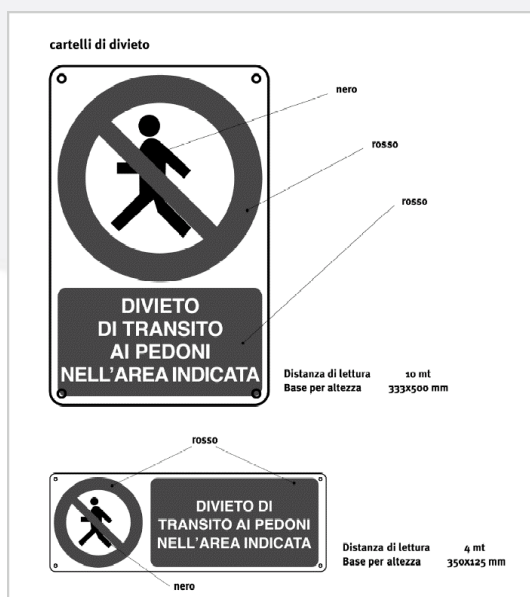 cartelli di divieto
nero
rosso
rosso
DIVIETO
DI TRANSITO
AI PEDONI
NELL'AREA INDICATA
Distanza di lettura 10 mt
Base per altezza 333x500 mm
rosso
DIVIETO DI
TRANSITO AI PEDONI
NELL'AREA INDICATA
Distanza di lettura 4 mt
Base per altezza 350x125 mm
nero